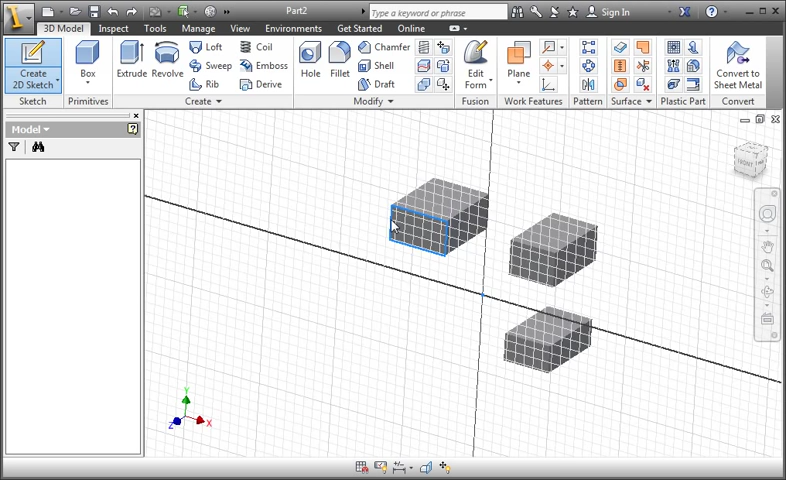 Part2 Type a keyword or phrase Sign In
3D Model Inspect Tools Manage View Environments Get Started Online
Create 2D Sketch Box Extrude Revolve Loft Sweep Rib Coil Emboss Derive Hole Fillet Chamfer Shell Draft Edit Form Plane Convert to Sheet Metal
Sketch Primitives Create Modify Fusion Work Features Pattern Surface Plastic Part Convert
Model
FRONT
Y
Z X